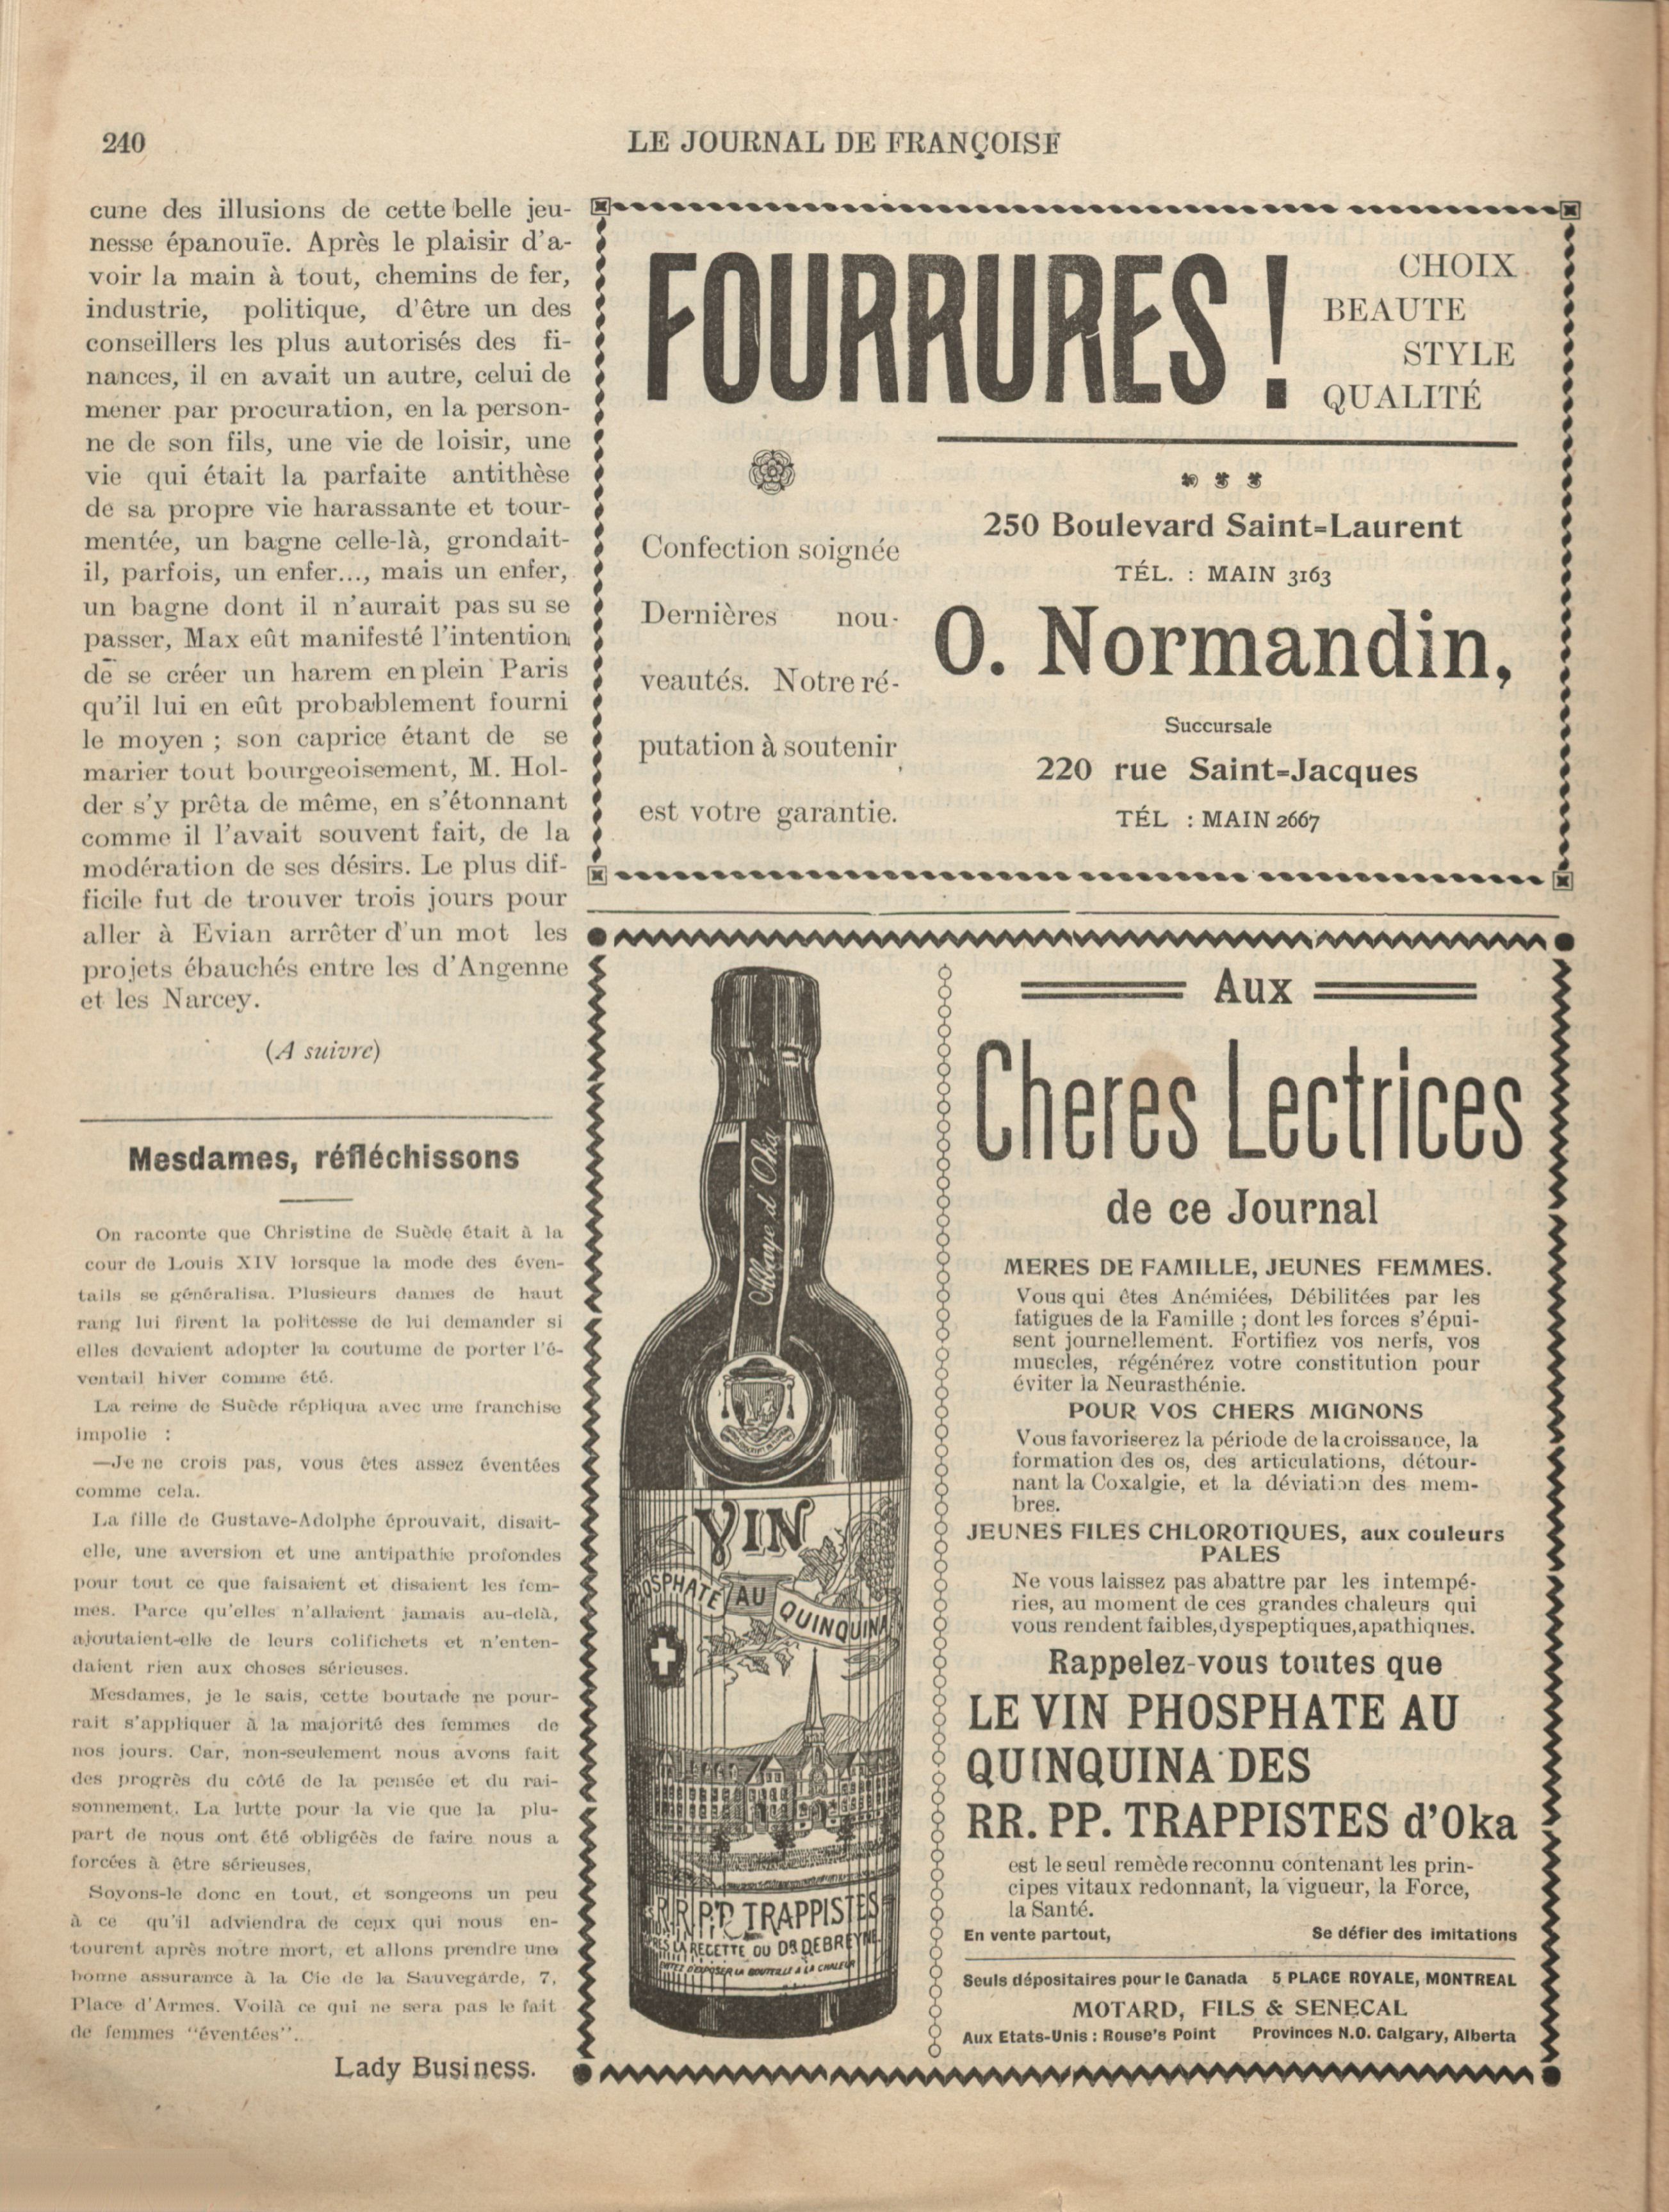 240
LE JOURNAL DE FRANÇOISE
cune des illusions de cette belle jeu-
nesse épanouïe. Après le plaisir d'a-
voir la main à tout, chemins de fer,
industrie, politique, d'être un des
conseillers les plus autorisés des fi-
nances, il en avait un autre, celui de
mener par procuration, en la person-
ne de son fils, une vie de loisir, une
vie qui était la parfaite antithèse
de sa propre vie harassante et tour-
mentée, un bagne celle-là, grondait-
il, parfois, un enfer..., mais un enfer,
un bagne dont il n'aurait pas su se
passer, Max eût manifesté l'intention
de se créer un harem en plein Paris
qu'il lui en eût probablement fourni
le moyen ; son caprice étant de se
marier tout bourgeoisement, M. Hol-
der s'y prêta de même, en s'étonnant
comme il l'avait souvent fait, de la
modération de ses désirs. Le plus dif-
ficile fut de trouver trois jours pour
aller à Evian arrêter d'un mot les
projets ébauchés entre les d'Angenne
et les Narcey.
(A suivre)
Mesdames, réfléchissons
On raconte que Christine de Suède était à la
cour de Louis XIV lorsque la mode des éven-
tails se généralisa. Plusieurs dames de haut
rang lui firent la politesse de lui demander si
elles devaient adopter la coutume de porter l'é-
ventail hiver comme été.
La reine de Suède répliqua avec une franchise
impolie :
—Je ne crois pas, vous êtes assez éventées
comme cela.
La fille de Gustave-Adolphe éprouvait, disait-
elle, une aversion et une antipathie profondes
pour tout ce que faisaient et disaient les fem-
mes. Parce qu'elles n'allaient jamais au-delà,
ajoutaient-elle de leurs colifichets et n'enten-
daient rien aux choses sérieuses.
Mesdames, je le sais, cette boutade ne pour-
rait s'appliquer à la majorité des femmes de
nos jours. Car, non-seulement nous avons fait
des progrès du côté de la pensée et du rai-
sonnement. La lutte pour la vie que la plu-
part de nous ont été obligéès de faire nous a
forcées à être sérieuses,
Soyons-le donc en tout, et songeons un peu
à ce qu'il adviendra de ceux qui nous en-
tourent après notre mort, et allons prendre une
bonne assurance à la Cie de la Sauvegarde, 7,
Place d'Armes. Voilà ce qui ne sera pas le fait
de femmes "éventées".
Lady Business.
FOURRURES !
CHOIX
BEAUTE
STYLE
QUALITÉ
Confection soignée
Dernières nou-
veautés. Notre ré-
putation à soutenir
est votre garantie.
250 Boulevard Saint-Laurent
TÉL. : MAIN 3163
O. Normandin,
Succursale
220 rue Saint-Jacques
TÉL : MAIN 2667
Abbaye d'Oka
VIN
PHOSPHATE AU QUINQUINA
R.R.P.P. TRAPPISTES
LA RECETTE DU DR DEBREYNE
EVITEZ D'EXPOSER LA BOUTEILLE A LA CHALEUR
Aux
Cheres Lectrices
de ce Journal
MERES DE FAMILLE, JEUNES FEMMES.
Vous qui êtes Anémiées, Débilitées par les
fatigues de la Famille ; dont les forces s'épui-
sent journellement. Fortifiez vos nerfs, vos
muscles, régénérez votre constitution pour
éviter la Neurasthénie.
POUR VOS CHERS MIGNONS
Vous favoriserez la période de la croissance, la
formation des os, des articulations, détour-
nant la Coxalgie, et la déviation des mem-
bres.
JEUNES FILES CHLOROTIQUES, aux couleurs
PALES
Ne vous laissez pas abattre par les intempé-
ries, au moment de ces grandes chaleurs qui
vous rendent faibles, dyspeptiques, apathiques.
Rappelez-vous toutes que
LE VIN PHOSPHATE AU
QUINQUINA DES
RR. PP. TRAPPISTES d'Oka
est le seul remède reconnu contenant les prin-
cipes vitaux redonnant, la vigueur, la Force,
la Santé.
En vente partout, Se défier des imitations
Seuls dépositaires pour le Canada 5 PLACE ROYALE, MONTREAL
MOTARD, FILS & SENECAL
Aux Etats-Unis : Rouse's Point Provinces N.O. Calgary, Alberta